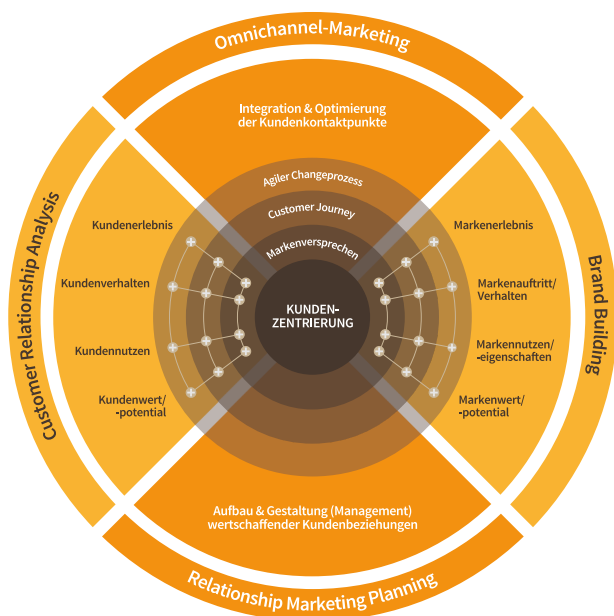 Omnichannel-Marketing
Integration & Optimierung
der Kundenkontaktpunkte
Agiler Changeprozess
Customer Journey
Markenversprechen
KUNDEN-
ZENTRIERUNG
Customer Relationship Analysis
Kundenerlebnis
Kundenverhalten
Kundennutzen
Kundenwert/
-potential
Markenerlebnis
Markenauftritt/
Verhalten
Markennutzen/
-eigenschaften
Markenwert/
-potential
Brand Building
Aufbau & Gestaltung (Management)
wertschaffender Kundenbeziehungen
Relationship Marketing Planning